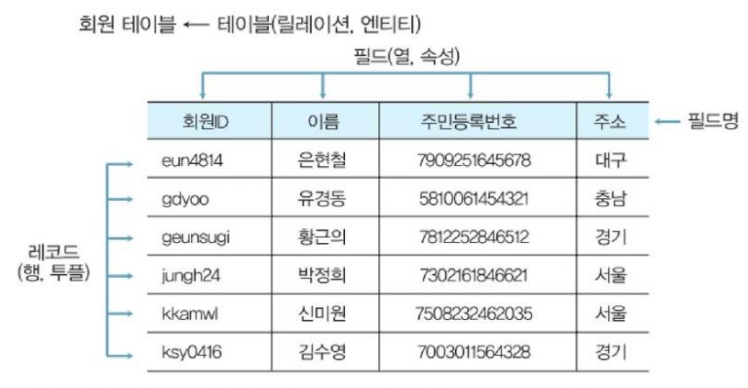 회원 테이블 ← 테이블(릴레이션, 엔티티)
필드(열, 속성)
회원ID 이름 주민등록번호 주소 ← 필드명
eun4814 은현철 7909251645678 대구
gdyoo 유경동 5810061454321 충남
geunsugi 황근의 7812252846512 경기
레코드
(행, 투플)
jungh24 박정희 7302161846621 서울
kkamwl 신미원 7508232462035 서울
ksy0416 김수영 7003011564328 경기